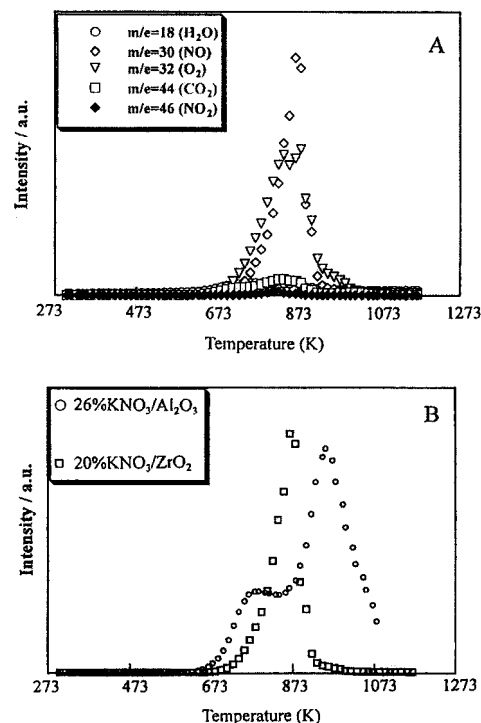 A
m/e=18 (H₂O)
m/e=30 (NO)
m/e=32 (O₂)
m/e=44 (CO₂)
m/e=46 (NO₂)
Intensity / a.u.
273 473 673 873 1073 1273
Temperature (K)
B
26%KNO₃/Al₂O₃
20%KNO₃/ZrO₂
Intensity / a.u.
273 473 673 873 1073 1273
Temperature (K)